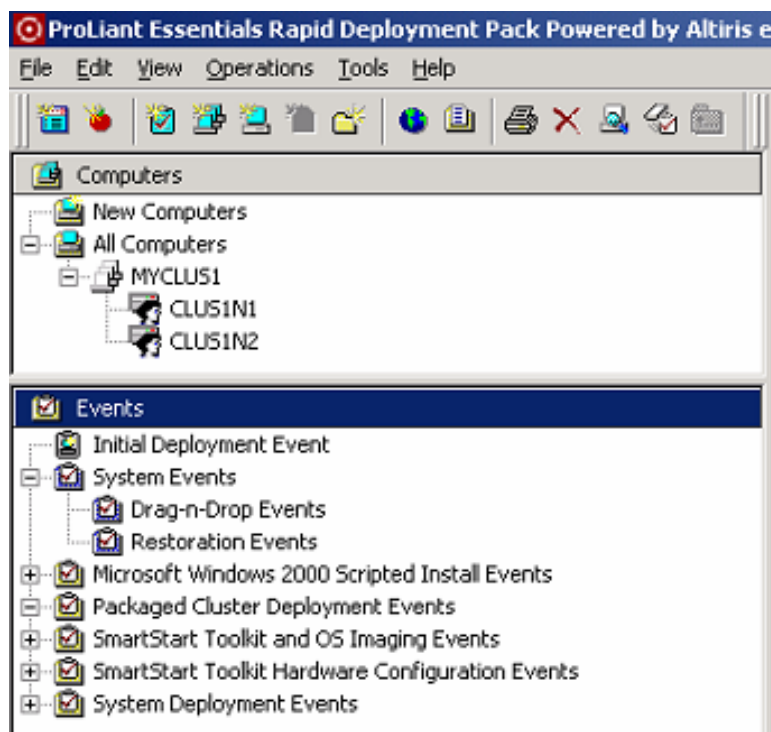 ProLiant Essentials Rapid Deployment Pack Powered by Altiris e
File Edit View Operations Tools Help
Computers
New Computers
All Computers
MYCLUS1
CLUS1N1
CLUS1N2
Events
Initial Deployment Event
System Events
Drag-n-Drop Events
Restoration Events
Microsoft Windows 2000 Scripted Install Events
Packaged Cluster Deployment Events
SmartStart Toolkit and OS Imaging Events
SmartStart Toolkit Hardware Configuration Events
System Deployment Events